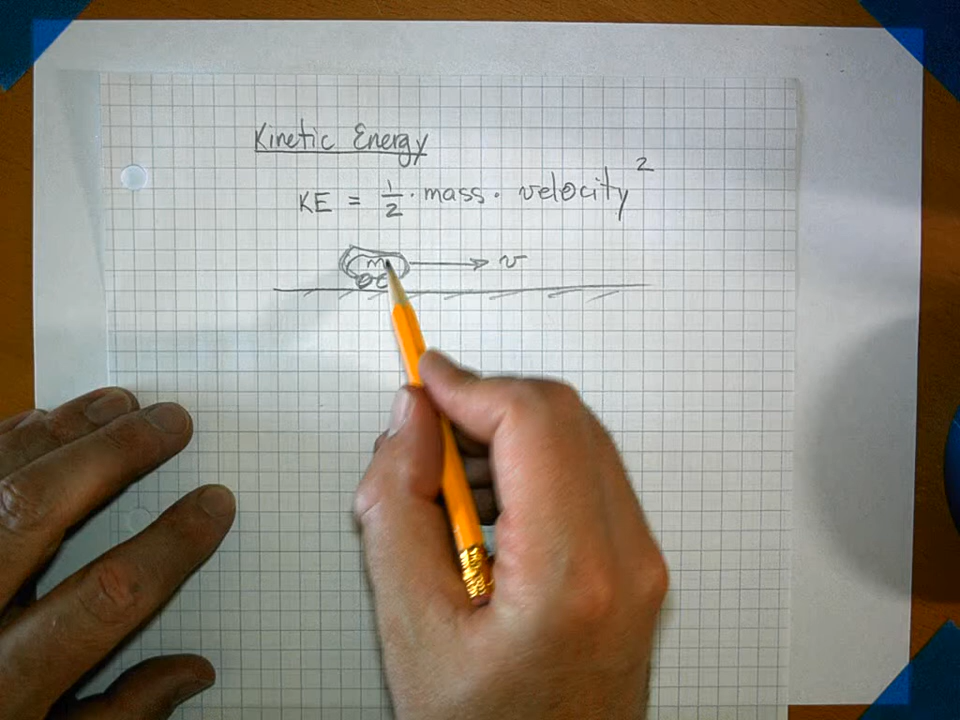 Kinetic Energy
KE = 1/2 · mass · velocity²
m v